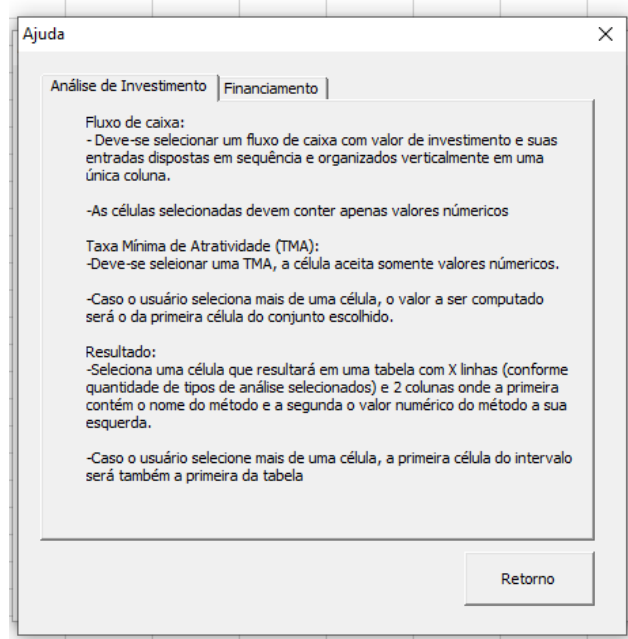 Ajuda
Análise de Investimento
Financiamento
Fluxo de caixa:
- Deve-se selecionar um fluxo de caixa com valor de investimento e suas
entradas dispostas em sequência e organizados verticalmente em uma
única coluna.
-As células selecionadas devem conter apenas valores númericos
Taxa Mínima de Atratividade (TMA):
-Deve-se seleionar uma TMA, a célula aceita somente valores númericos.
-Caso o usuário seleciona mais de uma célula, o valor a ser computado
será o da primeira célula do conjunto escolhido.
Resultado:
-Seleciona uma célula que resultará em uma tabela com X linhas (conforme
quantidade de tipos de análise selecionados) e 2 colunas onde a primeira
contém o nome do método e a segunda o valor numérico do método a sua
esquerda.
-Caso o usuário selecione mais de uma célula, a primeira célula do intervalo
será também a primeira da tabela
Retorno